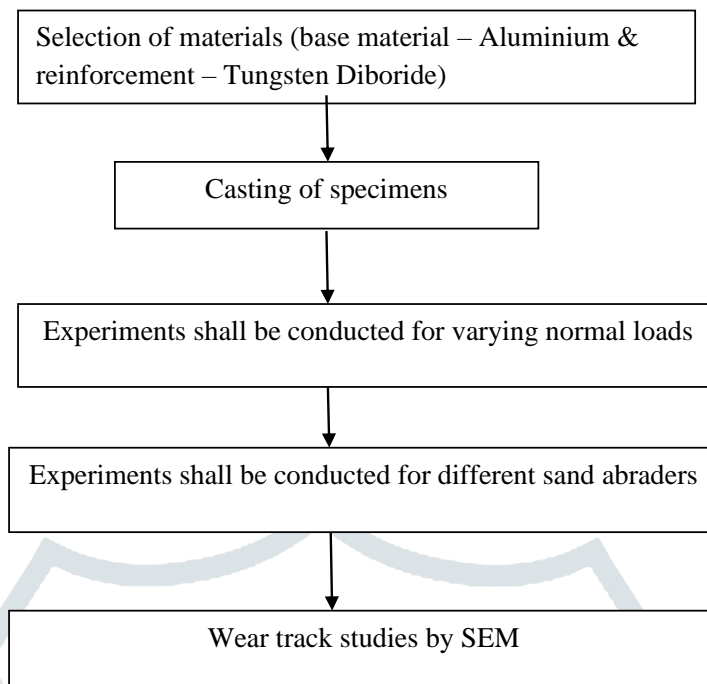 Selection of materials (base material – Aluminium &
reinforcement – Tungsten Diboride)
Casting of specimens
Experiments shall be conducted for varying normal loads
Experiments shall be conducted for different sand abraders
Wear track studies by SEM